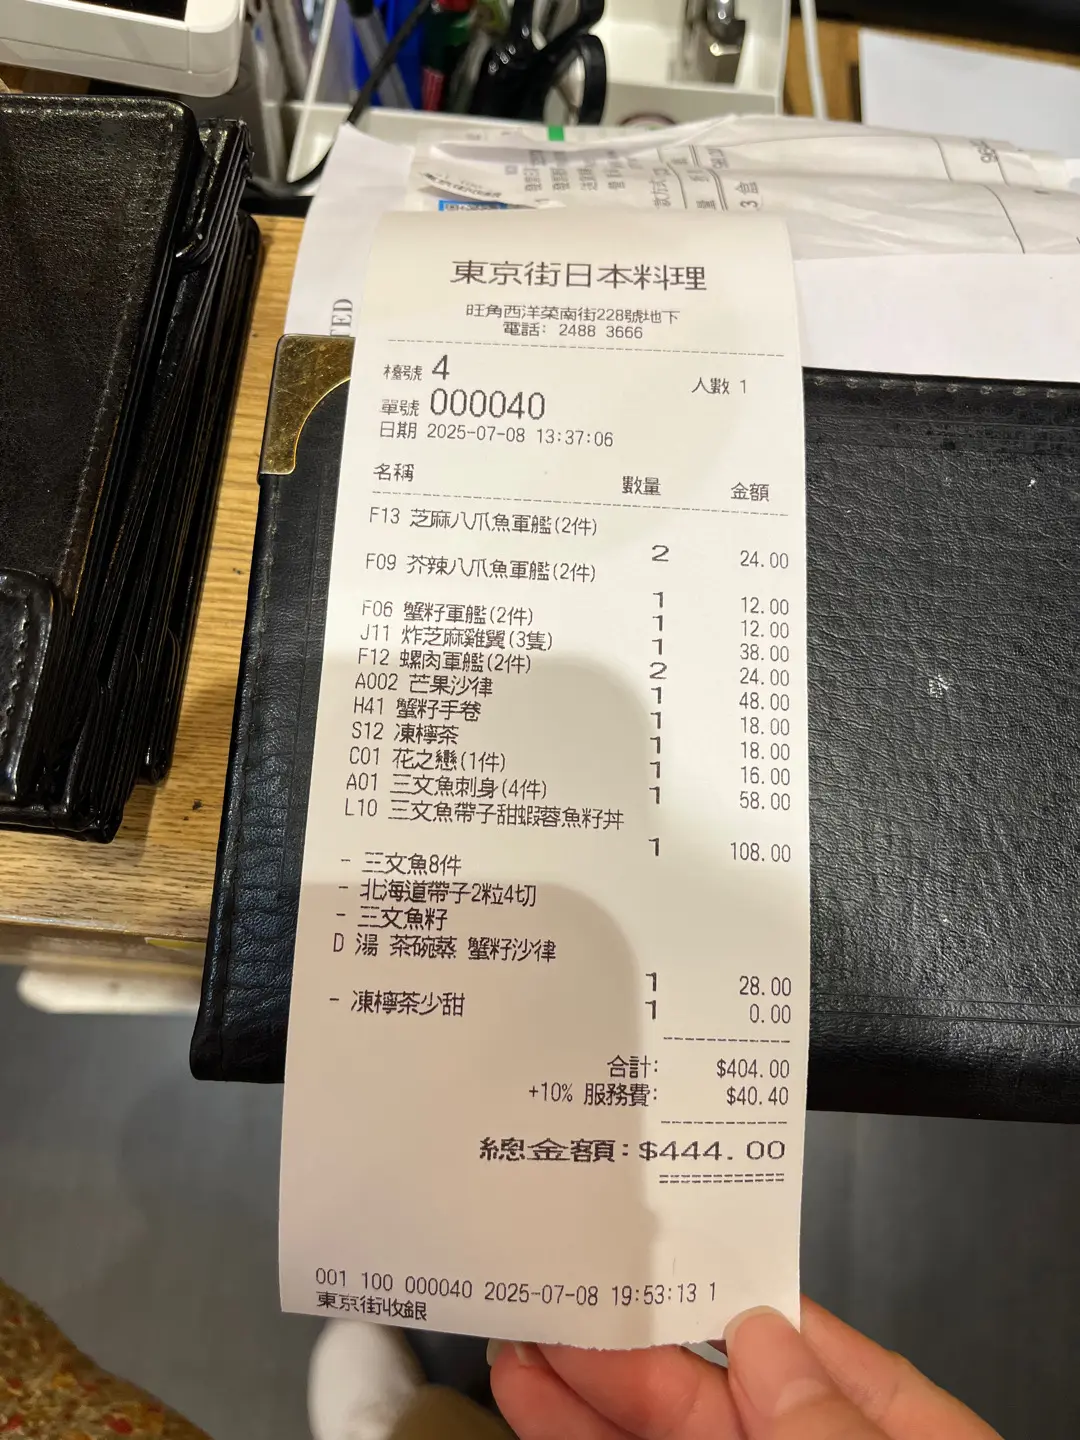 東京街日本料理
旺角西洋菜南街228號地下
電話: 2488 3666
檯號 4
人數 1
單號 000040
日期 2025-07-08 13:37:06
名稱 數量 金額
F13 芝麻八爪魚軍艦(2件)
2 24.00
F09 芥辣八爪魚軍艦(2件)
1 12.00
F06 蟹籽軍艦(2件) 1 12.00
J11 炸芝麻雞翼(3隻) 1 38.00
F12 螺肉軍艦(2件) 2 24.00
A002 芒果沙律 1 48.00
H41 蟹籽手卷 1 18.00
S12 凍檸茶 1 18.00
C01 花之戀(1件) 1 16.00
A01 三文魚刺身(4件) 1 58.00
L10 三文魚帶子甜蝦蓉魚籽丼
1 108.00
- 三文魚8件
- 北海道帶子2粒4切
- 三文魚籽
D 湯 茶碗蒸 蟹籽沙律
1 28.00
- 凍檸茶少甜 1 0.00
合計: $404.00
+10% 服務費: $40.40
總金額: $444.00
001 100 000040 2025-07-08 19:53:13 1
東京街收銀
TED